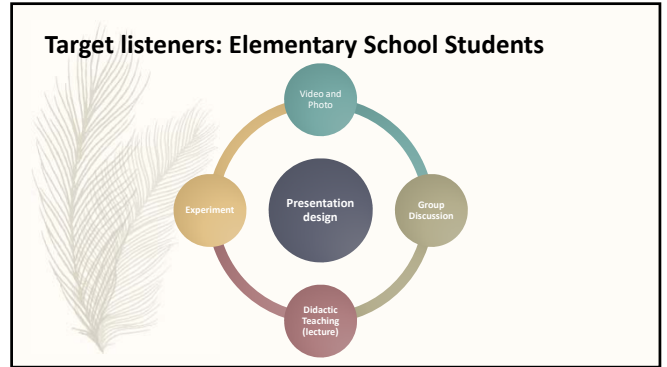 Target listeners: Elementary School Students
Video and
Photo
Experiment
Presentation
design
Group
Discussion
Didactic
Teaching
(lecture)